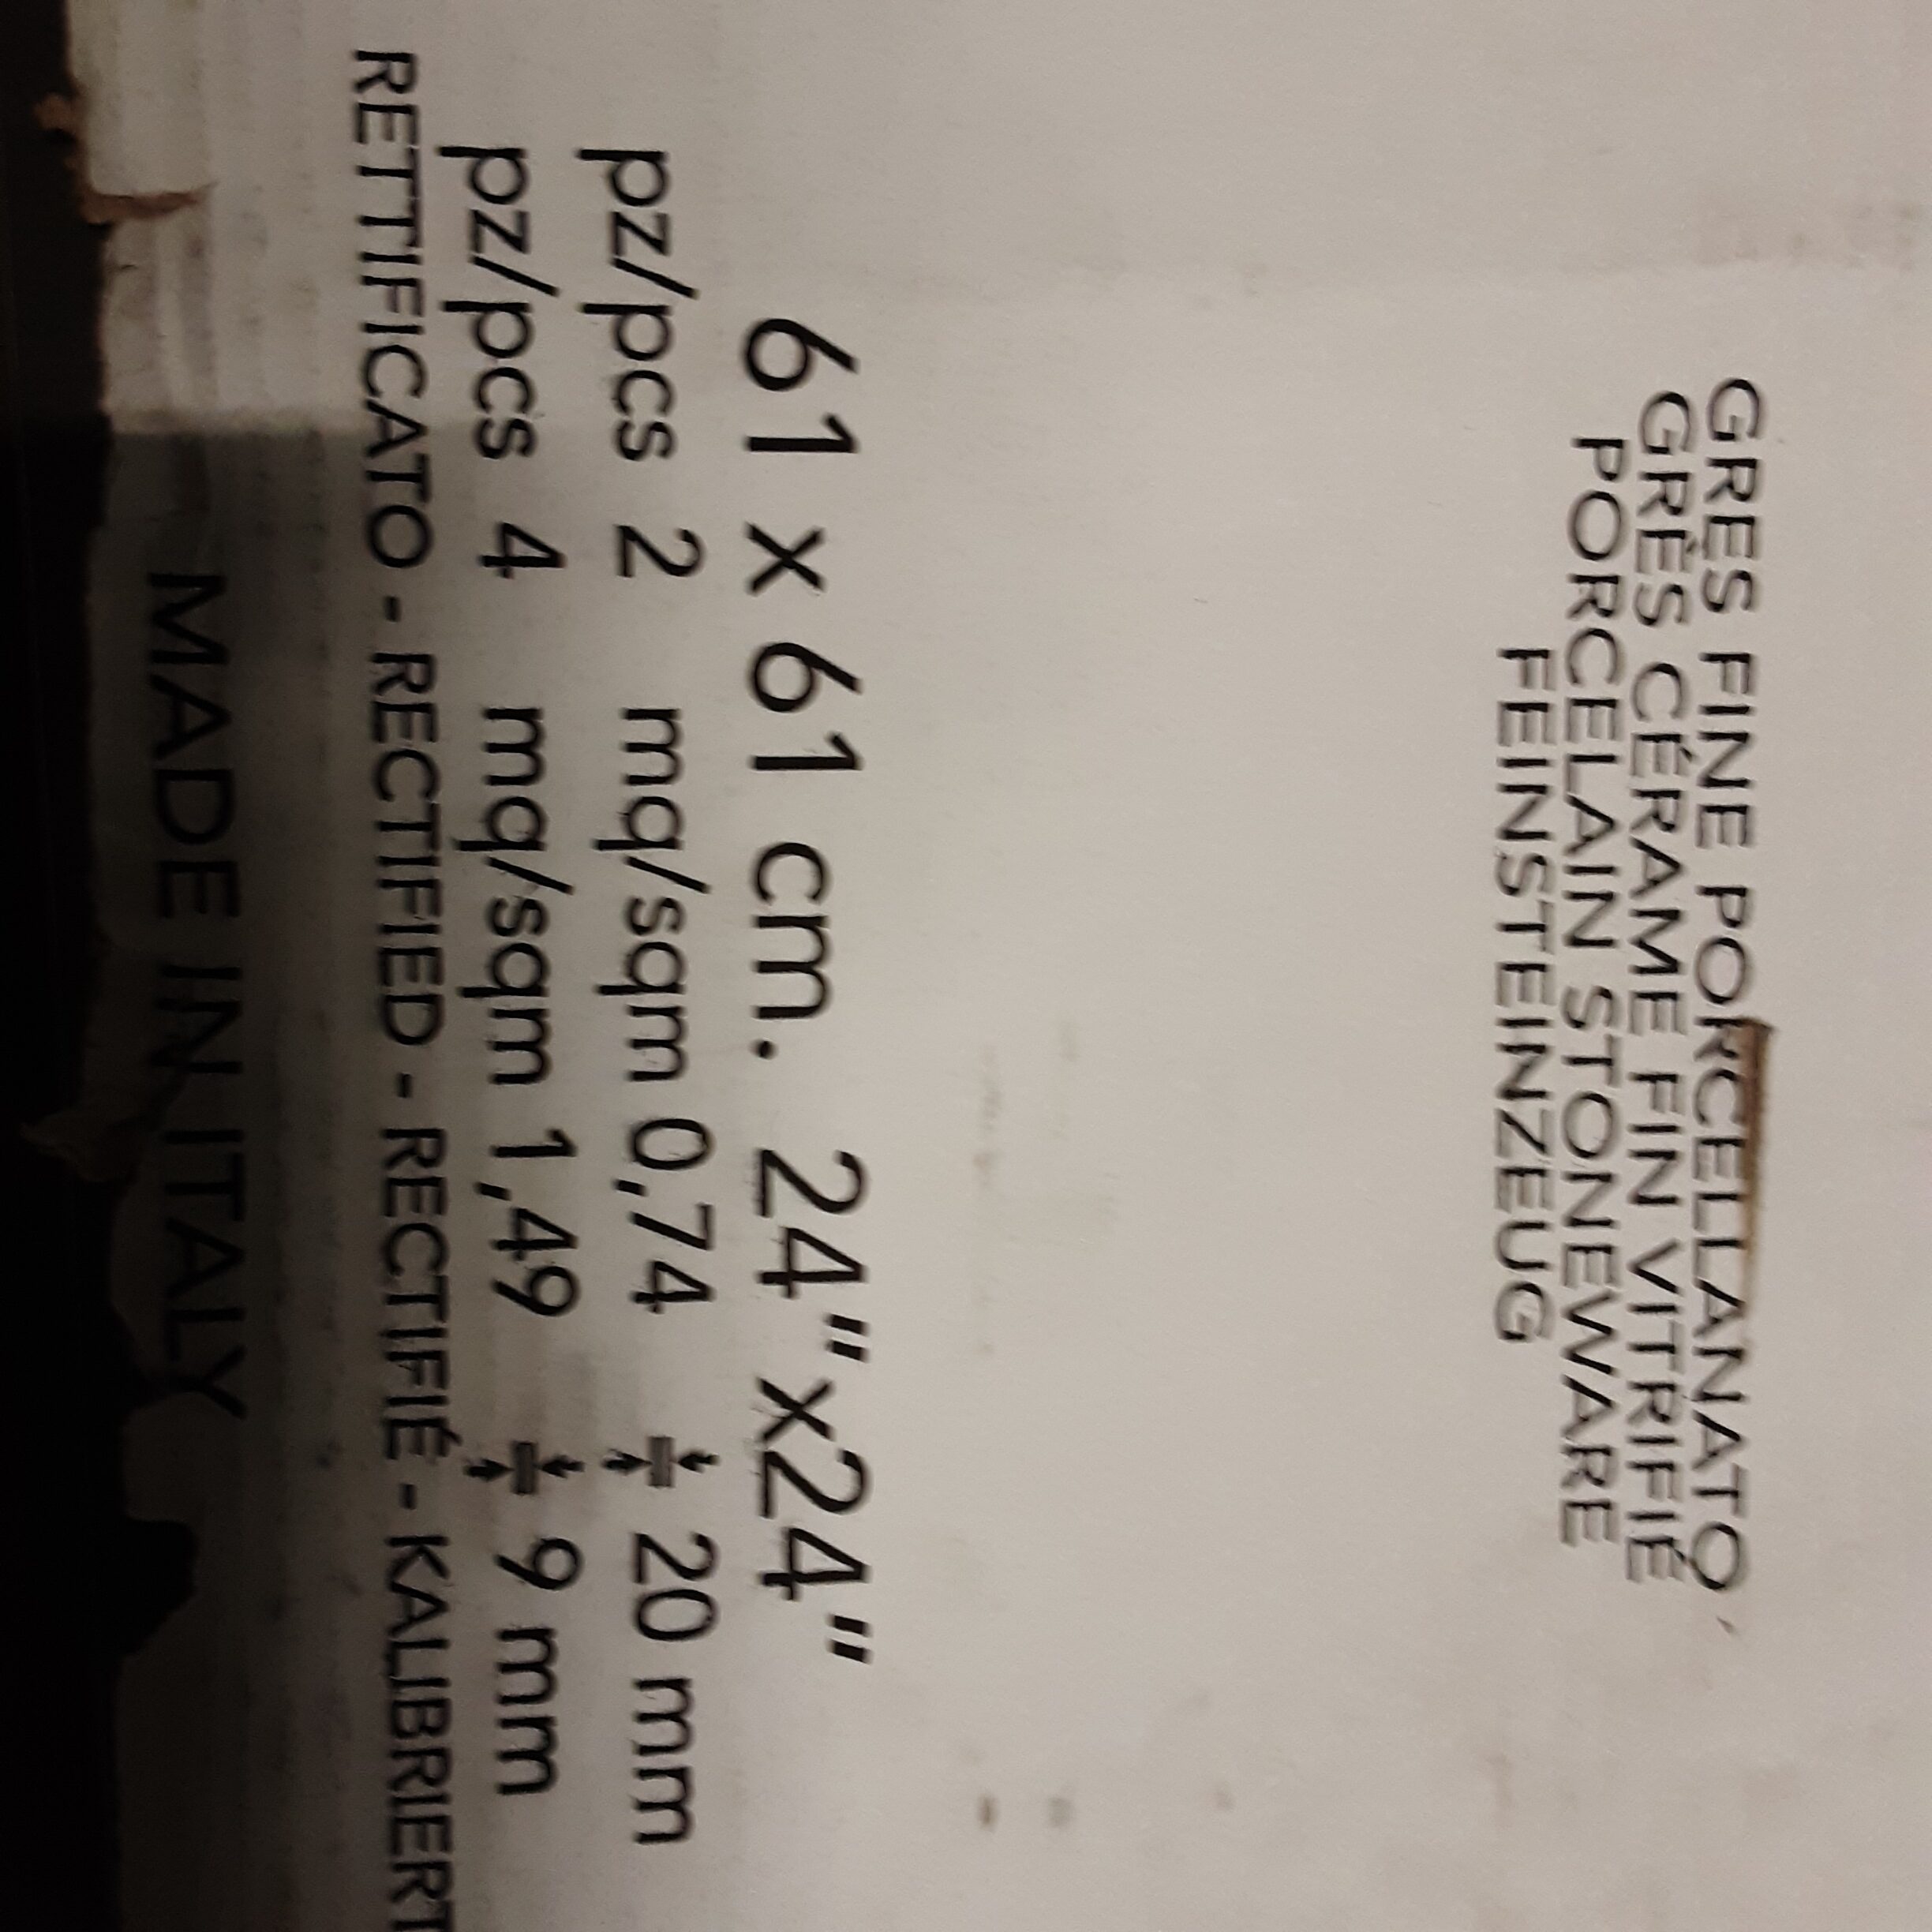 GRES FINE PORCELLANATO
GRÉS CÉRAME FIN VITRIFIÉ
PORCELAIN STONEWARE
FEINSTEINZEUG
61 x 61 cm. 24"x24"
pz/pcs 2 mq/sqm 0,74 20 mm
pz/pcs 4 mq/sqm 1,49 9 mm
RETTIFICATO - RECTIFIED - RECTIFIÉ - KALIBRIERT
MADE IN ITALY